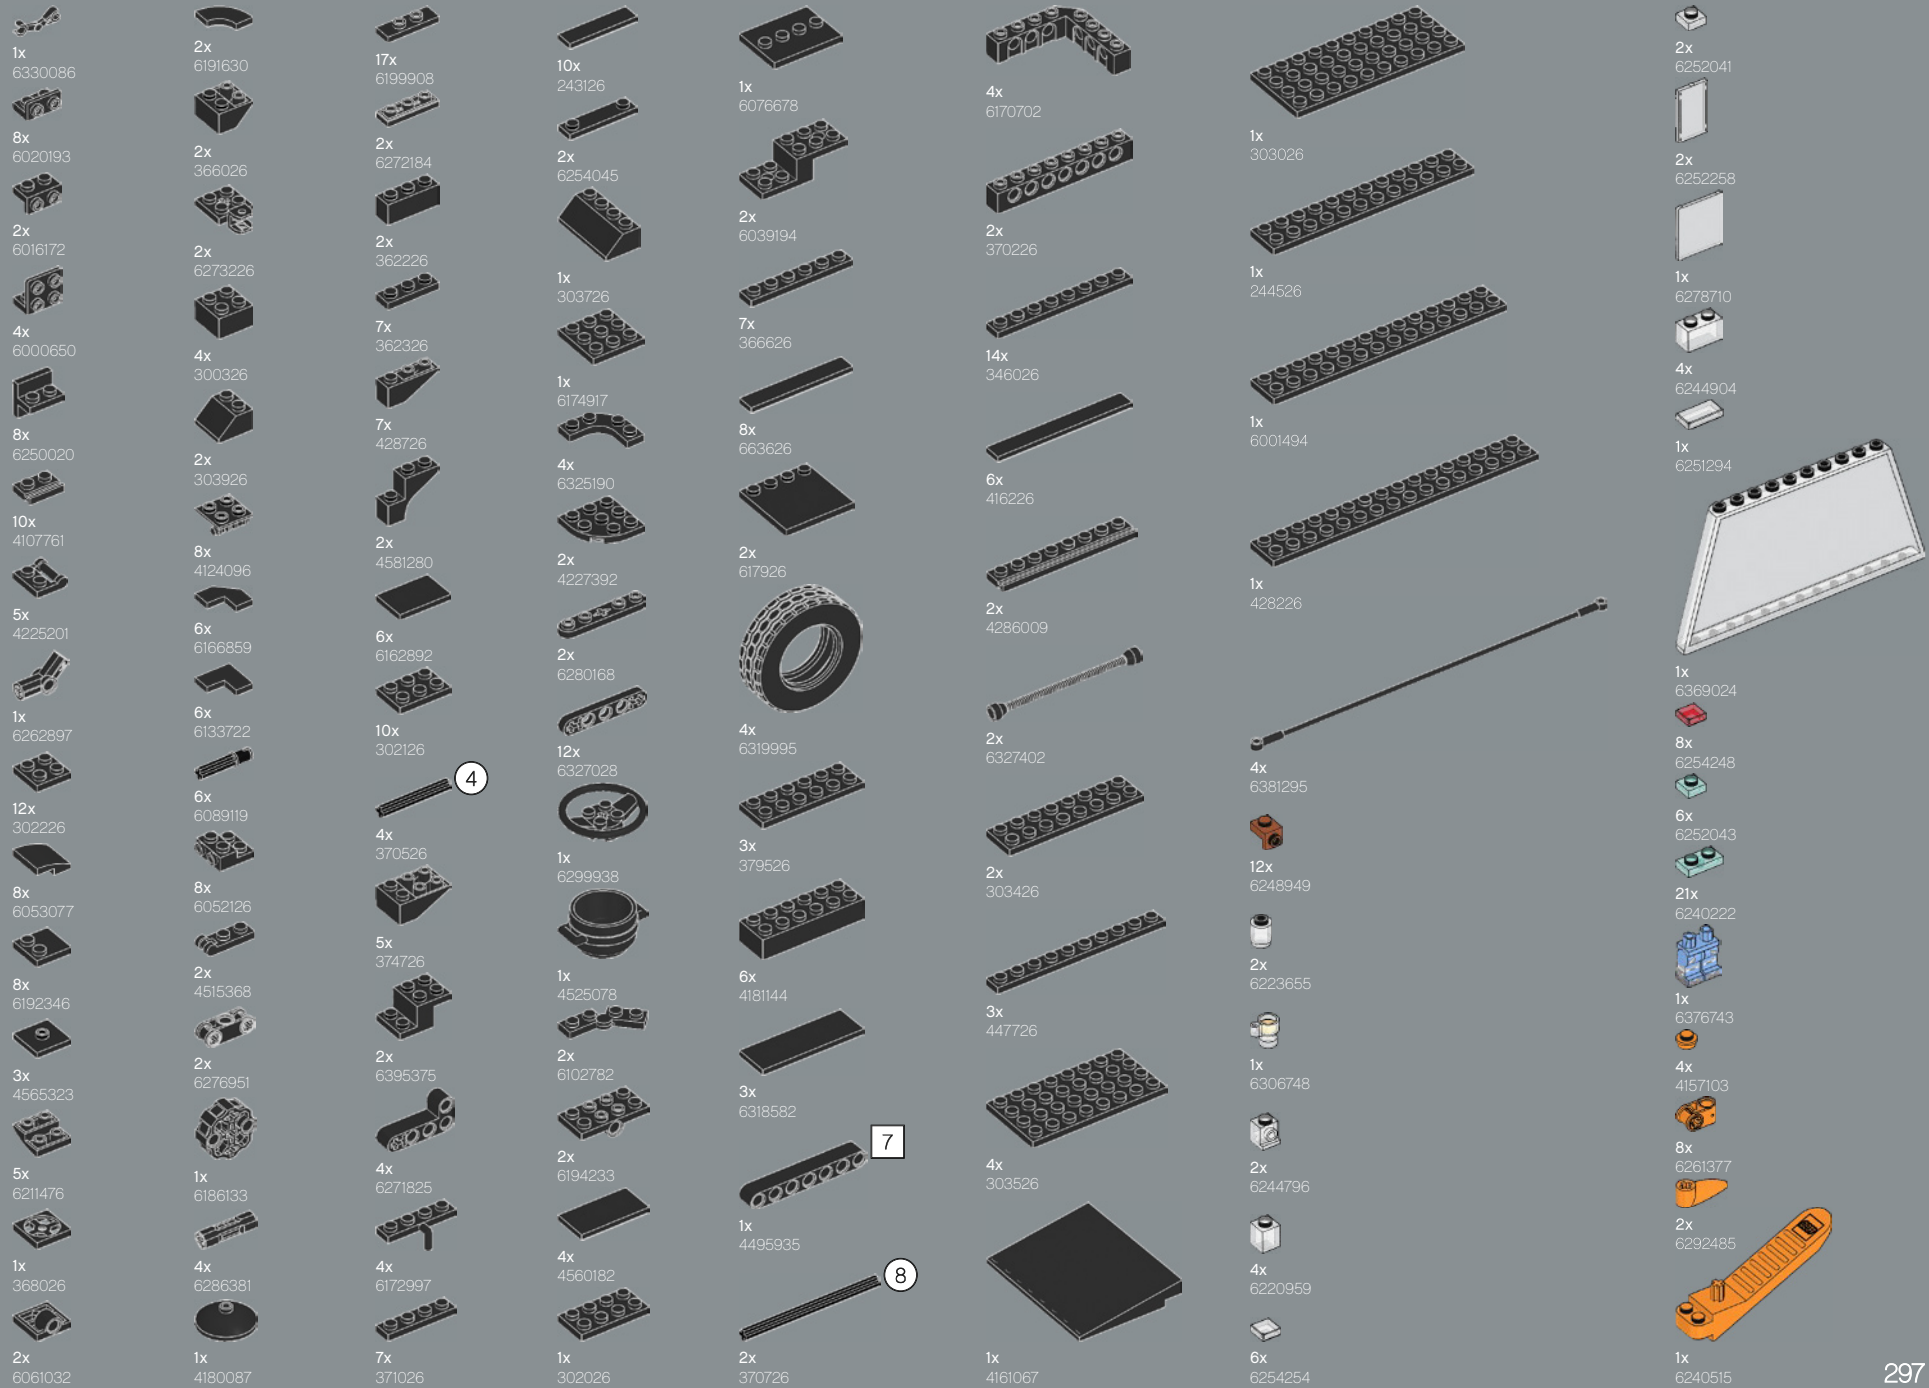 1x
6330086
8x
6020193
2x
6016172
4x
6000650
8x
6250020
10x
4107761
5x
4225201
1x
6262897
12x
302226
8x
6053077
8x
6192346
3x
4565323
5x
6211476
1x
368026
2x
6061032
2x
6191630
2x
366026
2x
6273226
4x
300326
2x
303926
8x
4124096
6x
6166859
6x
6133722
6x
6089119
8x
6052126
2x
4515368
2x
6276951
1x
6186133
4x
6286381
1x
4180087
17x
6199908
2x
6272184
2x
362226
7x
362326
7x
428726
2x
4581280
6x
6162892
10x
302126
4
4x
370526
5x
374726
2x
6395375
4x
6271825
4x
6172997
7x
371026
10x
243126
2x
6254045
1x
303726
1x
6174917
4x
6325190
2x
4227392
2x
6280168
12x
6327028
1x
6299938
1x
4525078
2x
6102782
2x
6194233
4x
4560182
1x
302026
1x
6076678
2x
6039194
7x
366626
8x
663626
2x
617926
4x
6319995
3x
379526
6x
4181144
3x
6318582
7
1x
4495935
8
2x
370726
4x
6170702
2x
370226
14x
346026
6x
416226
2x
4286009
2x
6327402
2x
303426
3x
447726
4x
303526
1x
4161067
1x
303026
1x
244526
1x
6001494
1x
428226
4x
6381295
12x
6248949
2x
6223655
1x
6306748
2x
6244796
4x
6220959
6x
6254254
2x
6252041
2x
6252258
1x
6278710
4x
6244904
1x
6251294
1x
6369024
8x
6254248
6x
6252043
21x
6240222
1x
6376743
4x
4157103
8x
6261377
2x
6292485
1x
6240515
297